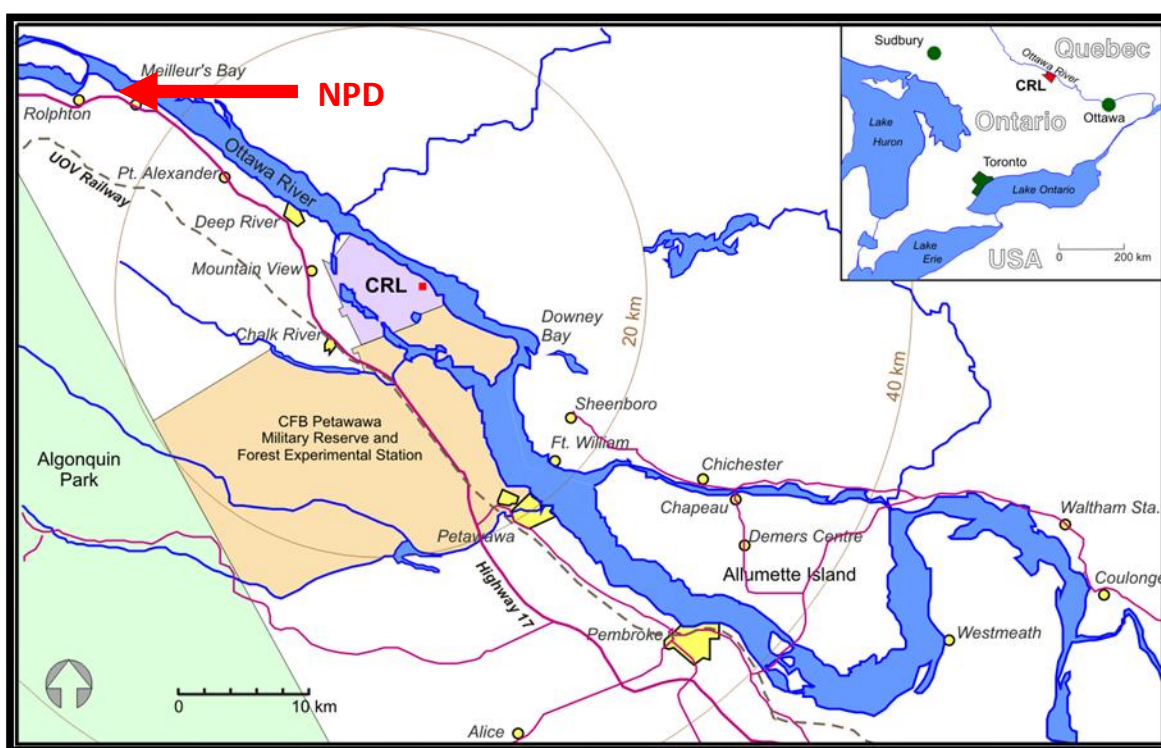 Meilleur's Bay
NPD
Rolphton
UOV Railway
Pt. Alexander
Ottawa River
Deep River
Mountain View
CRL
Chalk River
Downey
Bay
20 km
40 km
CFB Petawawa
Military Reserve and
Forest Experimental Station
Algonquin
Park
Sheenboro
Ft. William
Chichester
Chapeau
Waltham Sta.
Petawawa
Demers Centre
Allumette Island
Coulonge
Highway 17
Pembroke
Westmeath
Alice
0 10 km
Sudbury
Quebec
Ottawa River
CRL
Ottawa
Ontario
Lake
Huron
Toronto
Lake Ontario
Lake
Erie
USA
0 200 km